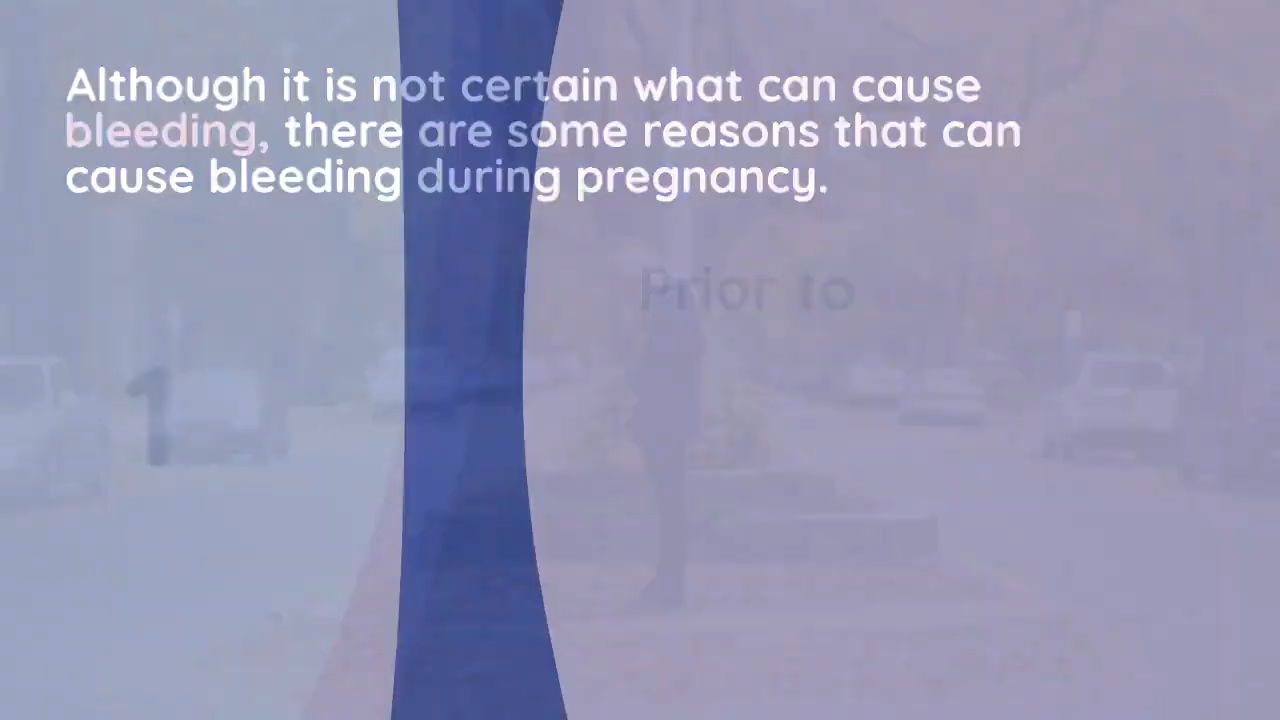 Although it is not certain what can cause
bleeding, there are some reasons that can
cause bleeding during pregnancy.
Prior to
1